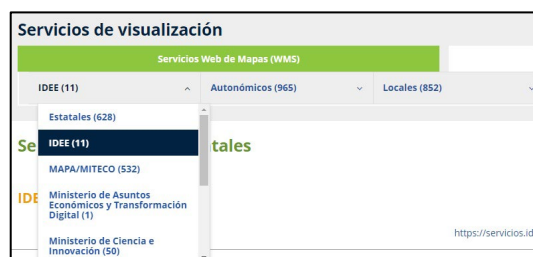 Servicios de visualización
Servicios Web de Mapas (WMS)
IDEE (11) Autonómicos (965) Locales (852)
Estatales (628)
IDEE (11)
Se tales
MAPA/MITECO (532)
Ministerio de Asuntos
IDE Económicos y Transformación
Digital (1)
https://servicios.id
Ministerio de Ciencia e
Innovación (50)